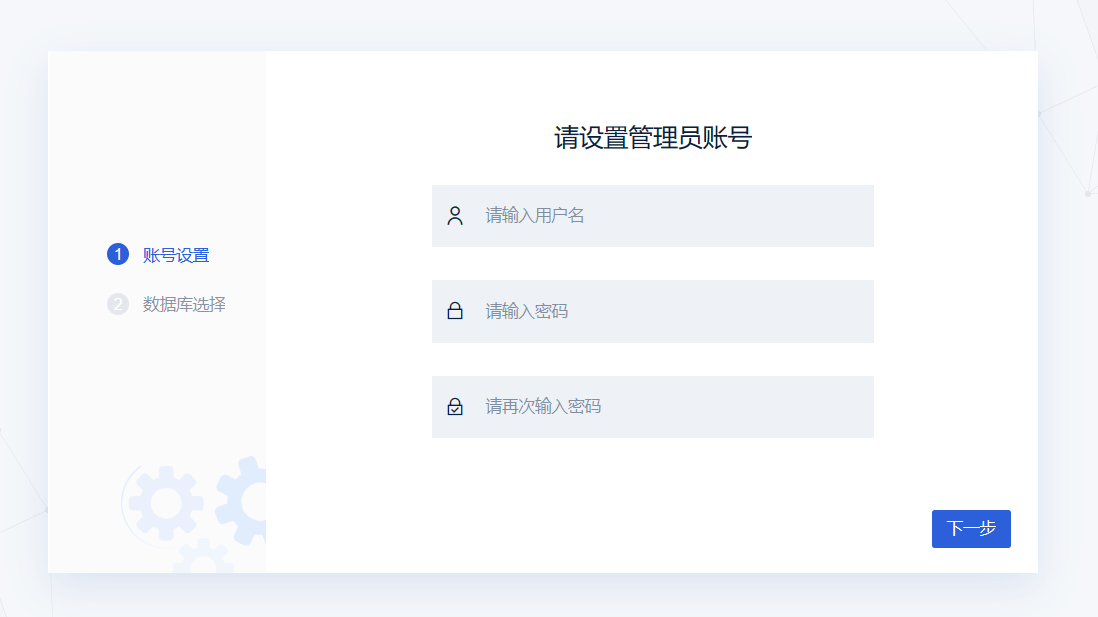 请设置管理员账号
请输入用户名
1 账号设置
2 数据库选择
请输入密码
请再次输入密码
下一步